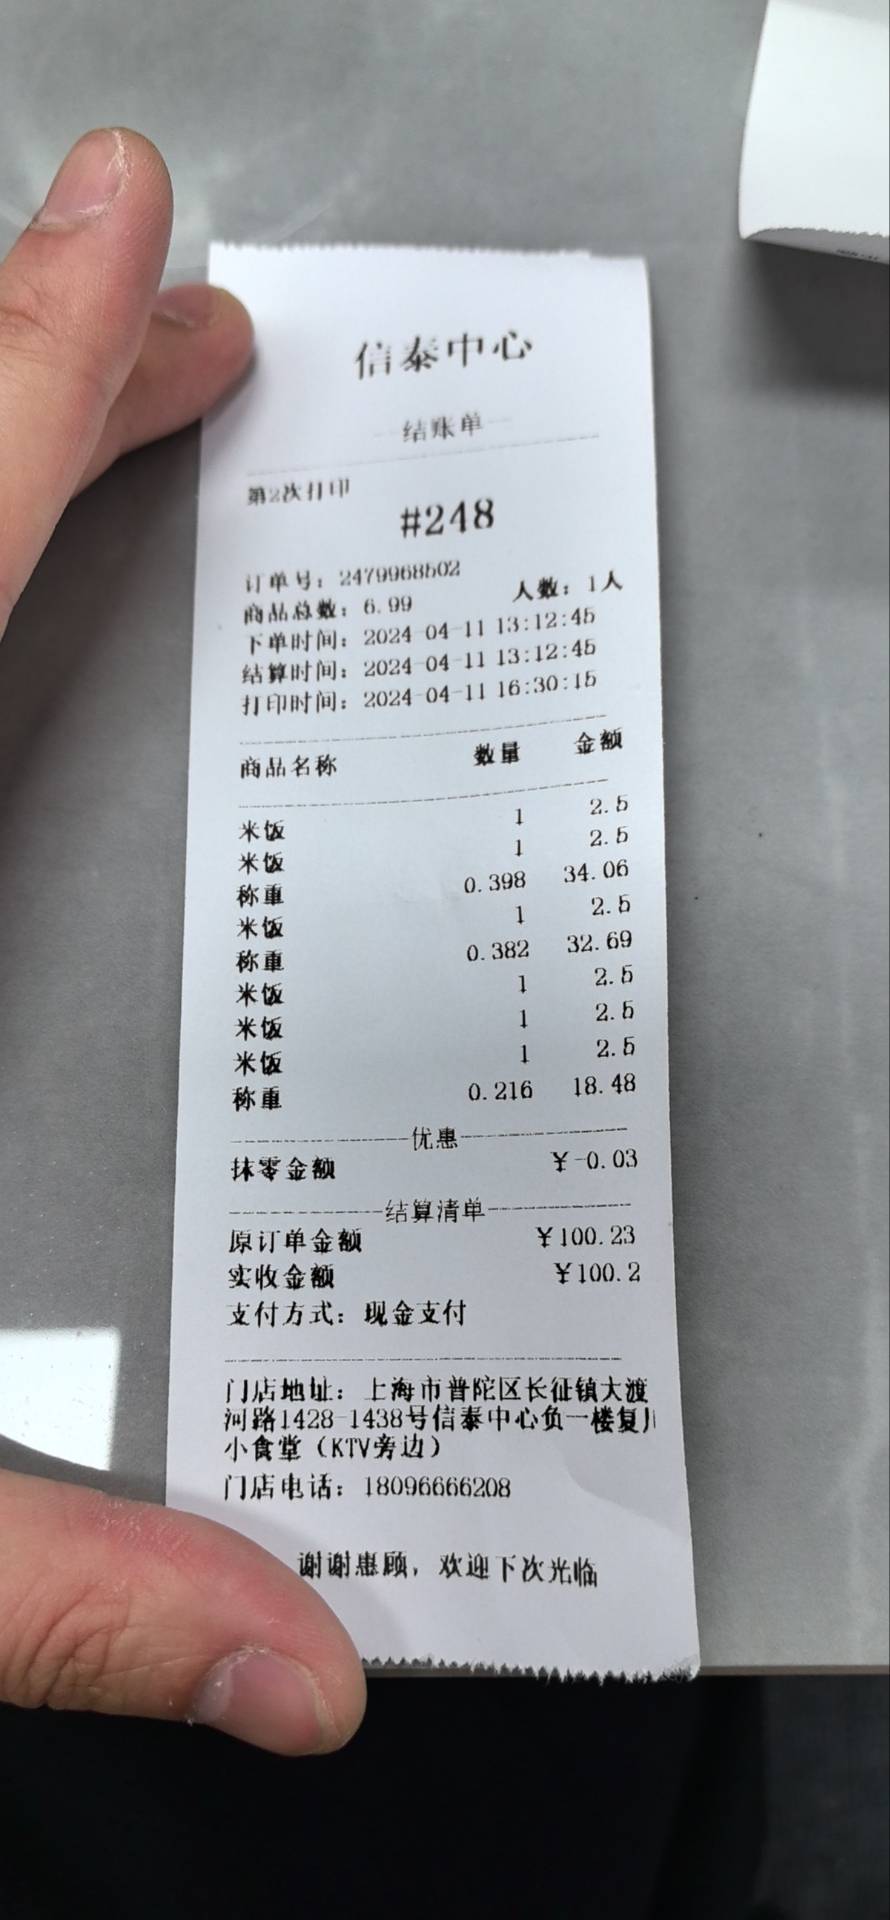 信泰中心
结账单
第2次打印
#248
订单号：2479968502
商品总数：6.99 人数：1人
下单时间：2024-04-11 13:12:45
结算时间：2024-04-11 13:12:45
打印时间：2024-04-11 16:30:15
商品名称 数量 金额
米饭 1 2.5
米饭 1 2.5
称重 0.398 34.06
米饭 1 2.5
称重 0.382 32.69
米饭 1 2.5
米饭 1 2.5
米饭 1 2.5
称重 0.216 18.48
优惠
抹零金额 ￥-0.03
结算清单
原订单金额 ￥100.23
实收金额 ￥100.2
支付方式：现金支付
门店地址：上海市普陀区长征镇大渡
河路1428-1438号信泰中心负一楼复川
小食堂（KTV旁边）
门店电话：18096666208
谢谢惠顾，欢迎下次光临